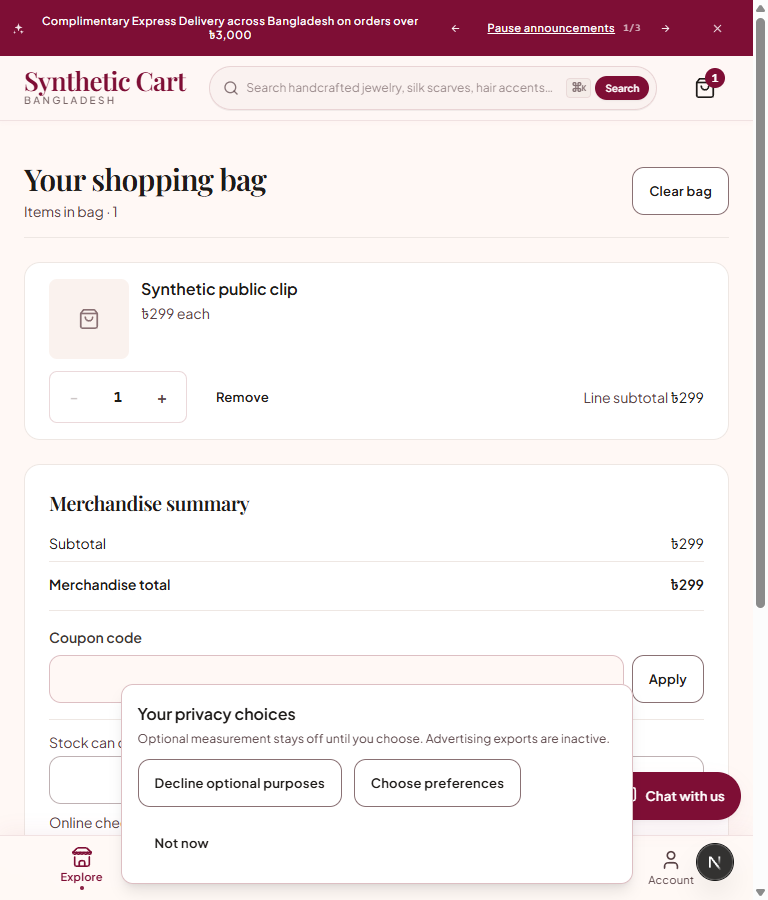 Complimentary Express Delivery across Bangladesh on orders over
৳3,000
← Pause announcements 1/3 → ×
Synthetic Cart
BANGLADESH
Search handcrafted jewelry, silk scarves, hair accents… ⌘K Search
1
Your shopping bag
Items in bag · 1
Clear bag
Synthetic public clip
৳299 each
− 1 + Remove Line subtotal ৳299
Merchandise summary
Subtotal ৳299
Merchandise total ৳299
Coupon code
Apply
Your privacy choices
Optional measurement stays off until you choose. Advertising exports are inactive.
Stock can
Decline optional purposes Choose preferences
Chat with us
Online
Not now
Explore
Account
N